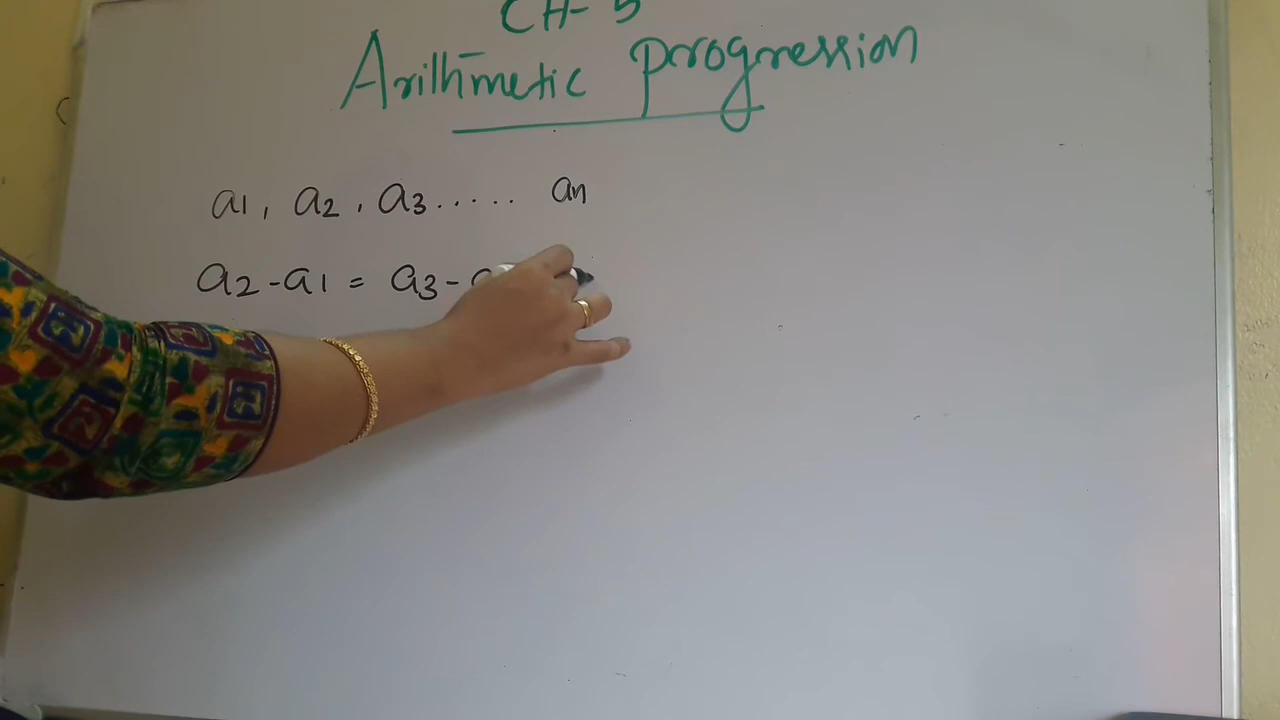 CH-5
Arithmetic progression
a1, a2, a3..... an
a2-a1 = a3-